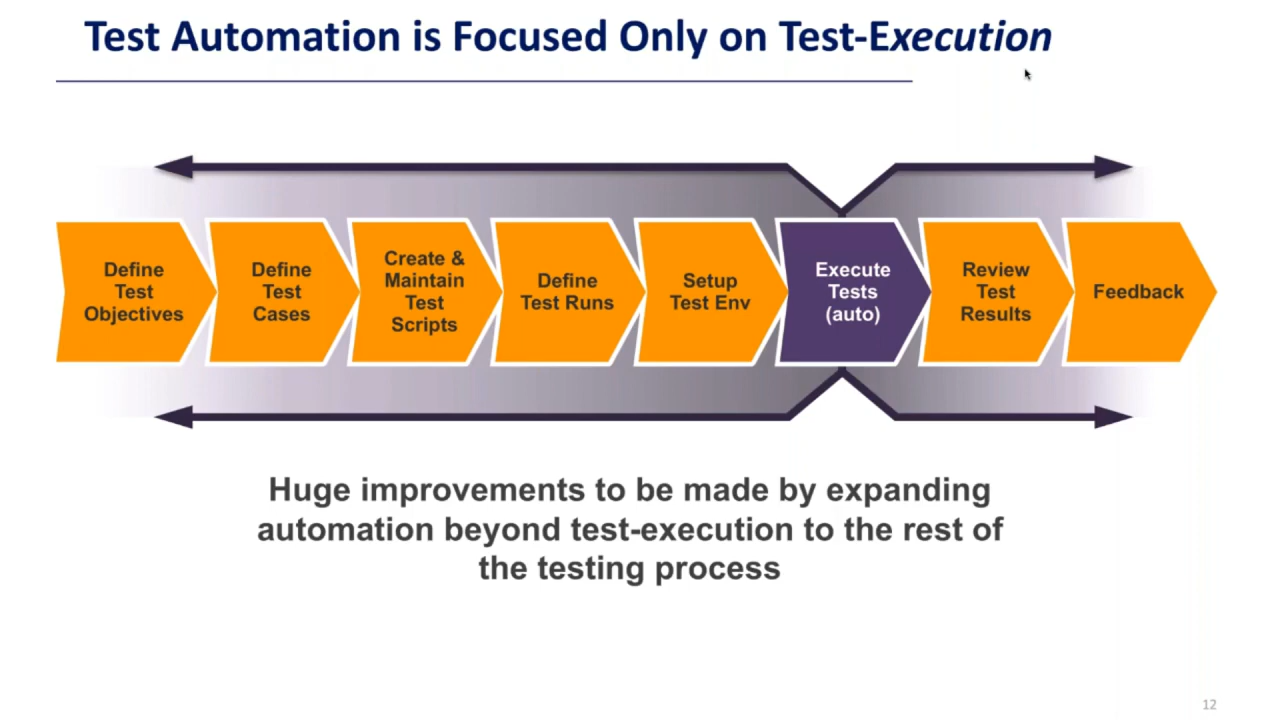 Test Automation is Focused Only on Test-Execution
Define
Test
Objectives
Define
Test
Cases
Create &
Maintain
Test
Scripts
Define
Test Runs
Setup
Test Env
Execute
Tests
(auto)
Review
Test
Results
Feedback
Huge improvements to be made by expanding
automation beyond test-execution to the rest of
the testing process
12